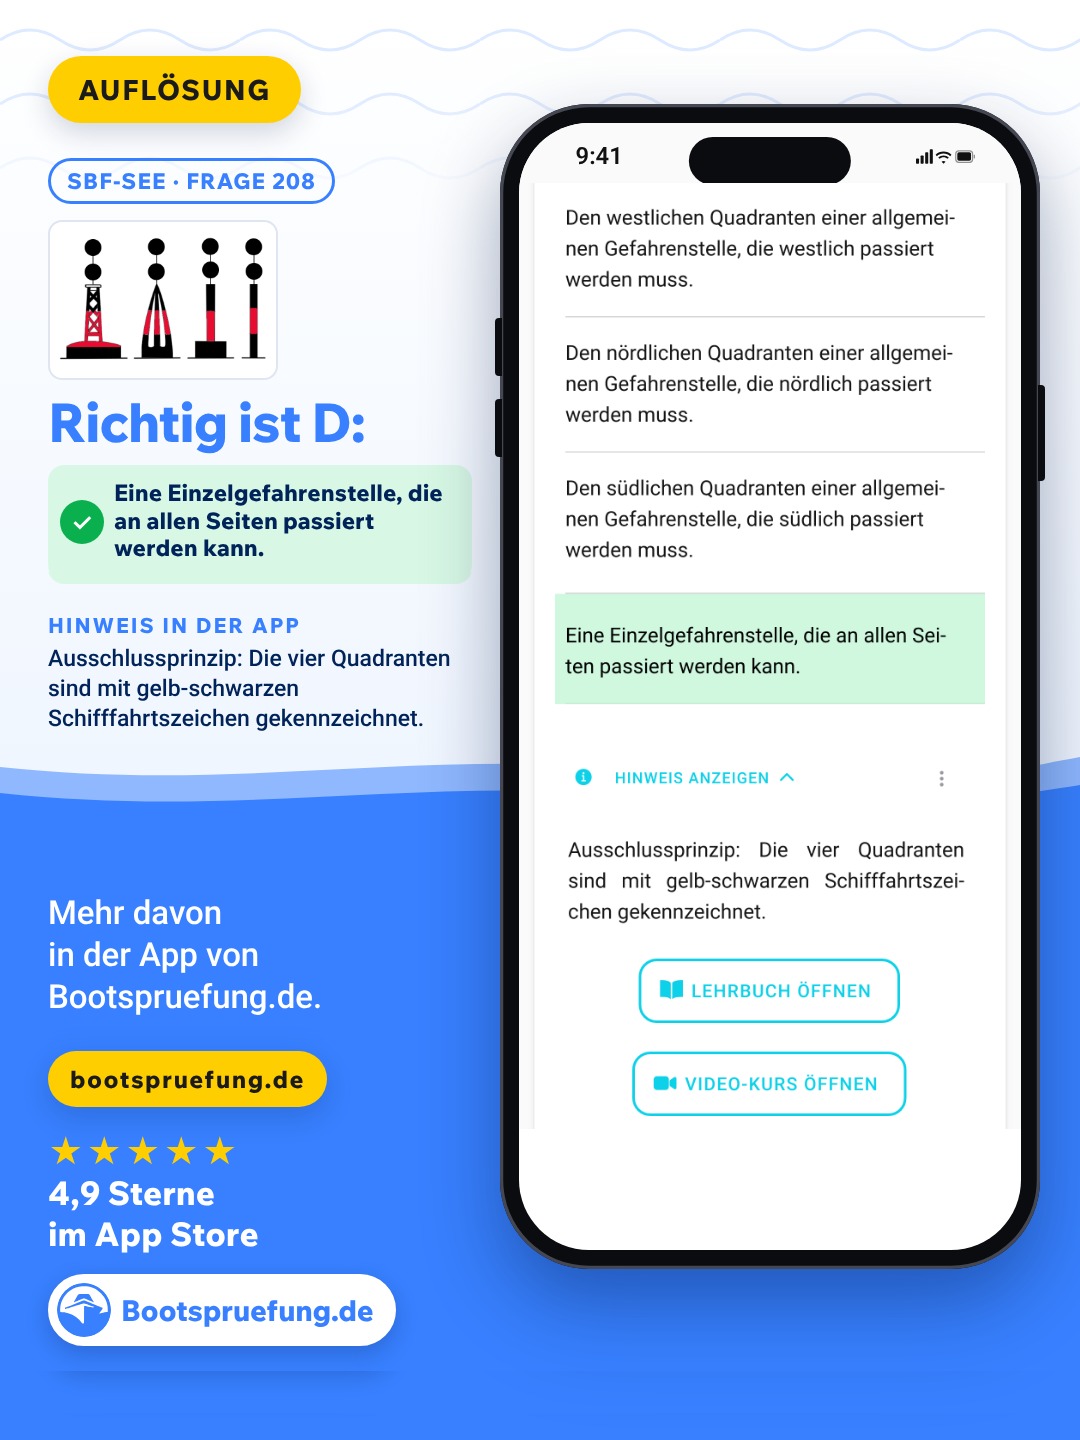 AUFLÖSUNG
SBF-SEE · FRAGE 208
Richtig ist D:
Eine Einzelgefahrenstelle, die
an allen Seiten passiert
werden kann.
HINWEIS IN DER APP
Ausschlussprinzip: Die vier Quadranten
sind mit gelb-schwarzen
Schifffahrtszeichen gekennzeichnet.
Mehr davon
in der App von
Bootspruefung.de.
bootspruefung.de
4,9 Sterne
im App Store
Bootspruefung.de
9:41
Den westlichen Quadranten einer allgemei-
nen Gefahrenstelle, die westlich passiert
werden muss.
Den nördlichen Quadranten einer allgemei-
nen Gefahrenstelle, die nördlich passiert
werden muss.
Den südlichen Quadranten einer allgemei-
nen Gefahrenstelle, die südlich passiert
werden muss.
Eine Einzelgefahrenstelle, die an allen Sei-
ten passiert werden kann.
HINWEIS ANZEIGEN
Ausschlussprinzip: Die vier Quadranten
sind mit gelb-schwarzen Schifffahrtszei-
chen gekennzeichnet.
LEHRBUCH ÖFFNEN
VIDEO-KURS ÖFFNEN